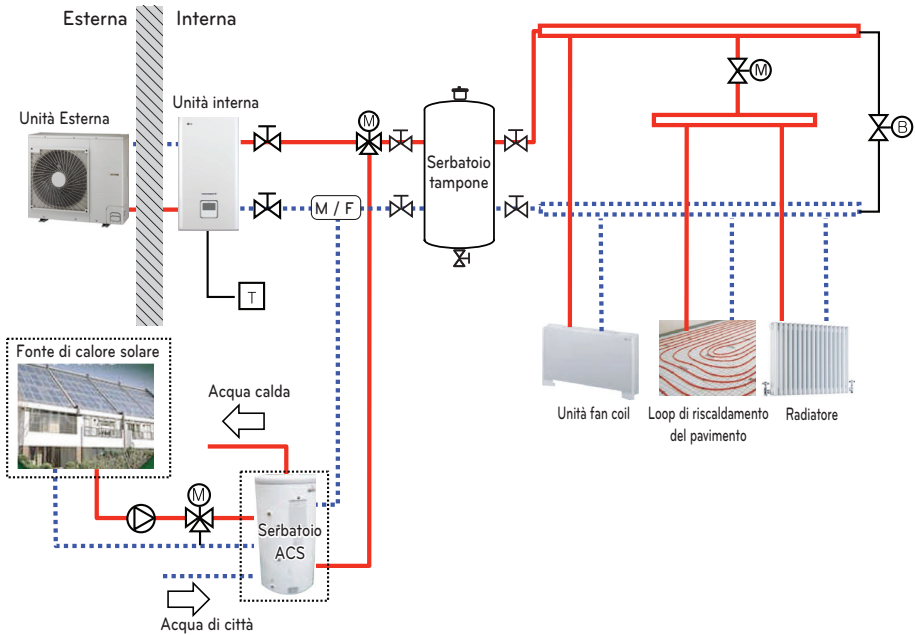 Esterna
Interna
Unità Esterna
Unità interna
M
Serbatoio
tampone
M
B
M / F
T
Fonte di calore solare
Acqua calda
M
Serbatoio
ACS
Acqua di città
Unità fan coil
Loop di riscaldamento
del pavimento
Radiatore